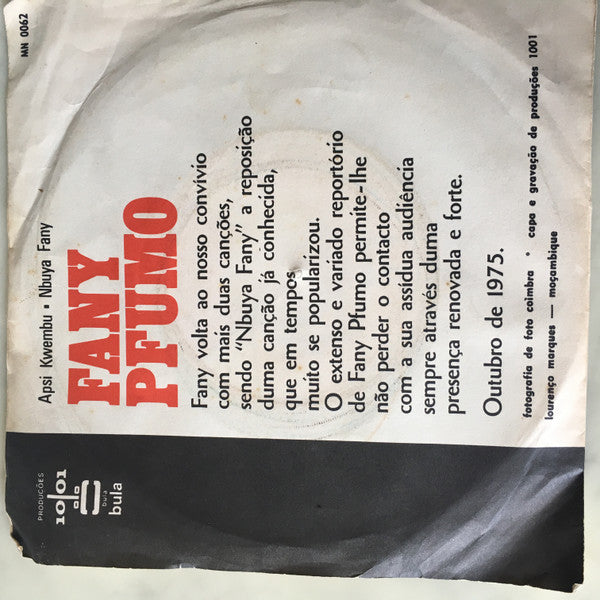 PRODUÇÕES
10/01
bula
bula
Apsi Kwembu • Nbuya Fany
MN 0062
FANY
PFUMO
Fany volta ao nosso convívio
com mais duas canções,
sendo "Nbuya Fany" a reposição
duma canção já conhecida,
que em tempos
muito se popularizou.
O extenso e variado reportório
de Fany Pfumo permite-lhe
não perder o contacto
com a sua assídua audiência
sempre através duma
presença renovada e forte.
Outubro de 1975.
fotografia de foto coimbra • capa e gravação de produções 1001
lourenço marques — moçambique